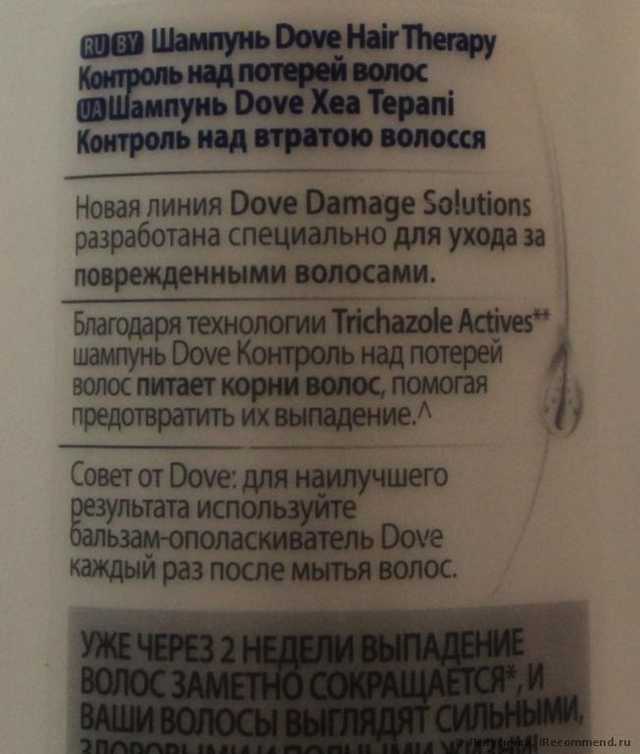 RU BY Шампунь Dove Hair Therapy
Контроль над потерей волос
UA Шампунь Dove Хеа Терапі
Контроль над втратою волосся
Новая линия Dove Damage Solutions
разработана специально для ухода за
поврежденными волосами.
Благодаря технологии Trichazole Actives**
шампунь Dove Контроль над потерей
волос питает корни волос, помогая
предотвратить их выпадение.^
Совет от Dove: для наилучшего
результата используйте
бальзам-ополаскиватель Dove
каждый раз после мытья волос.
УЖЕ ЧЕРЕЗ 2 НЕДЕЛИ ВЫПАДЕНИЕ
ВОЛОС ЗАМЕТНО СОКРАЩАЕТСЯ*, И
ВАШИ ВОЛОСЫ ВЫГЛЯДЯТ СИЛЬНЫМИ,
iRecommend.ru